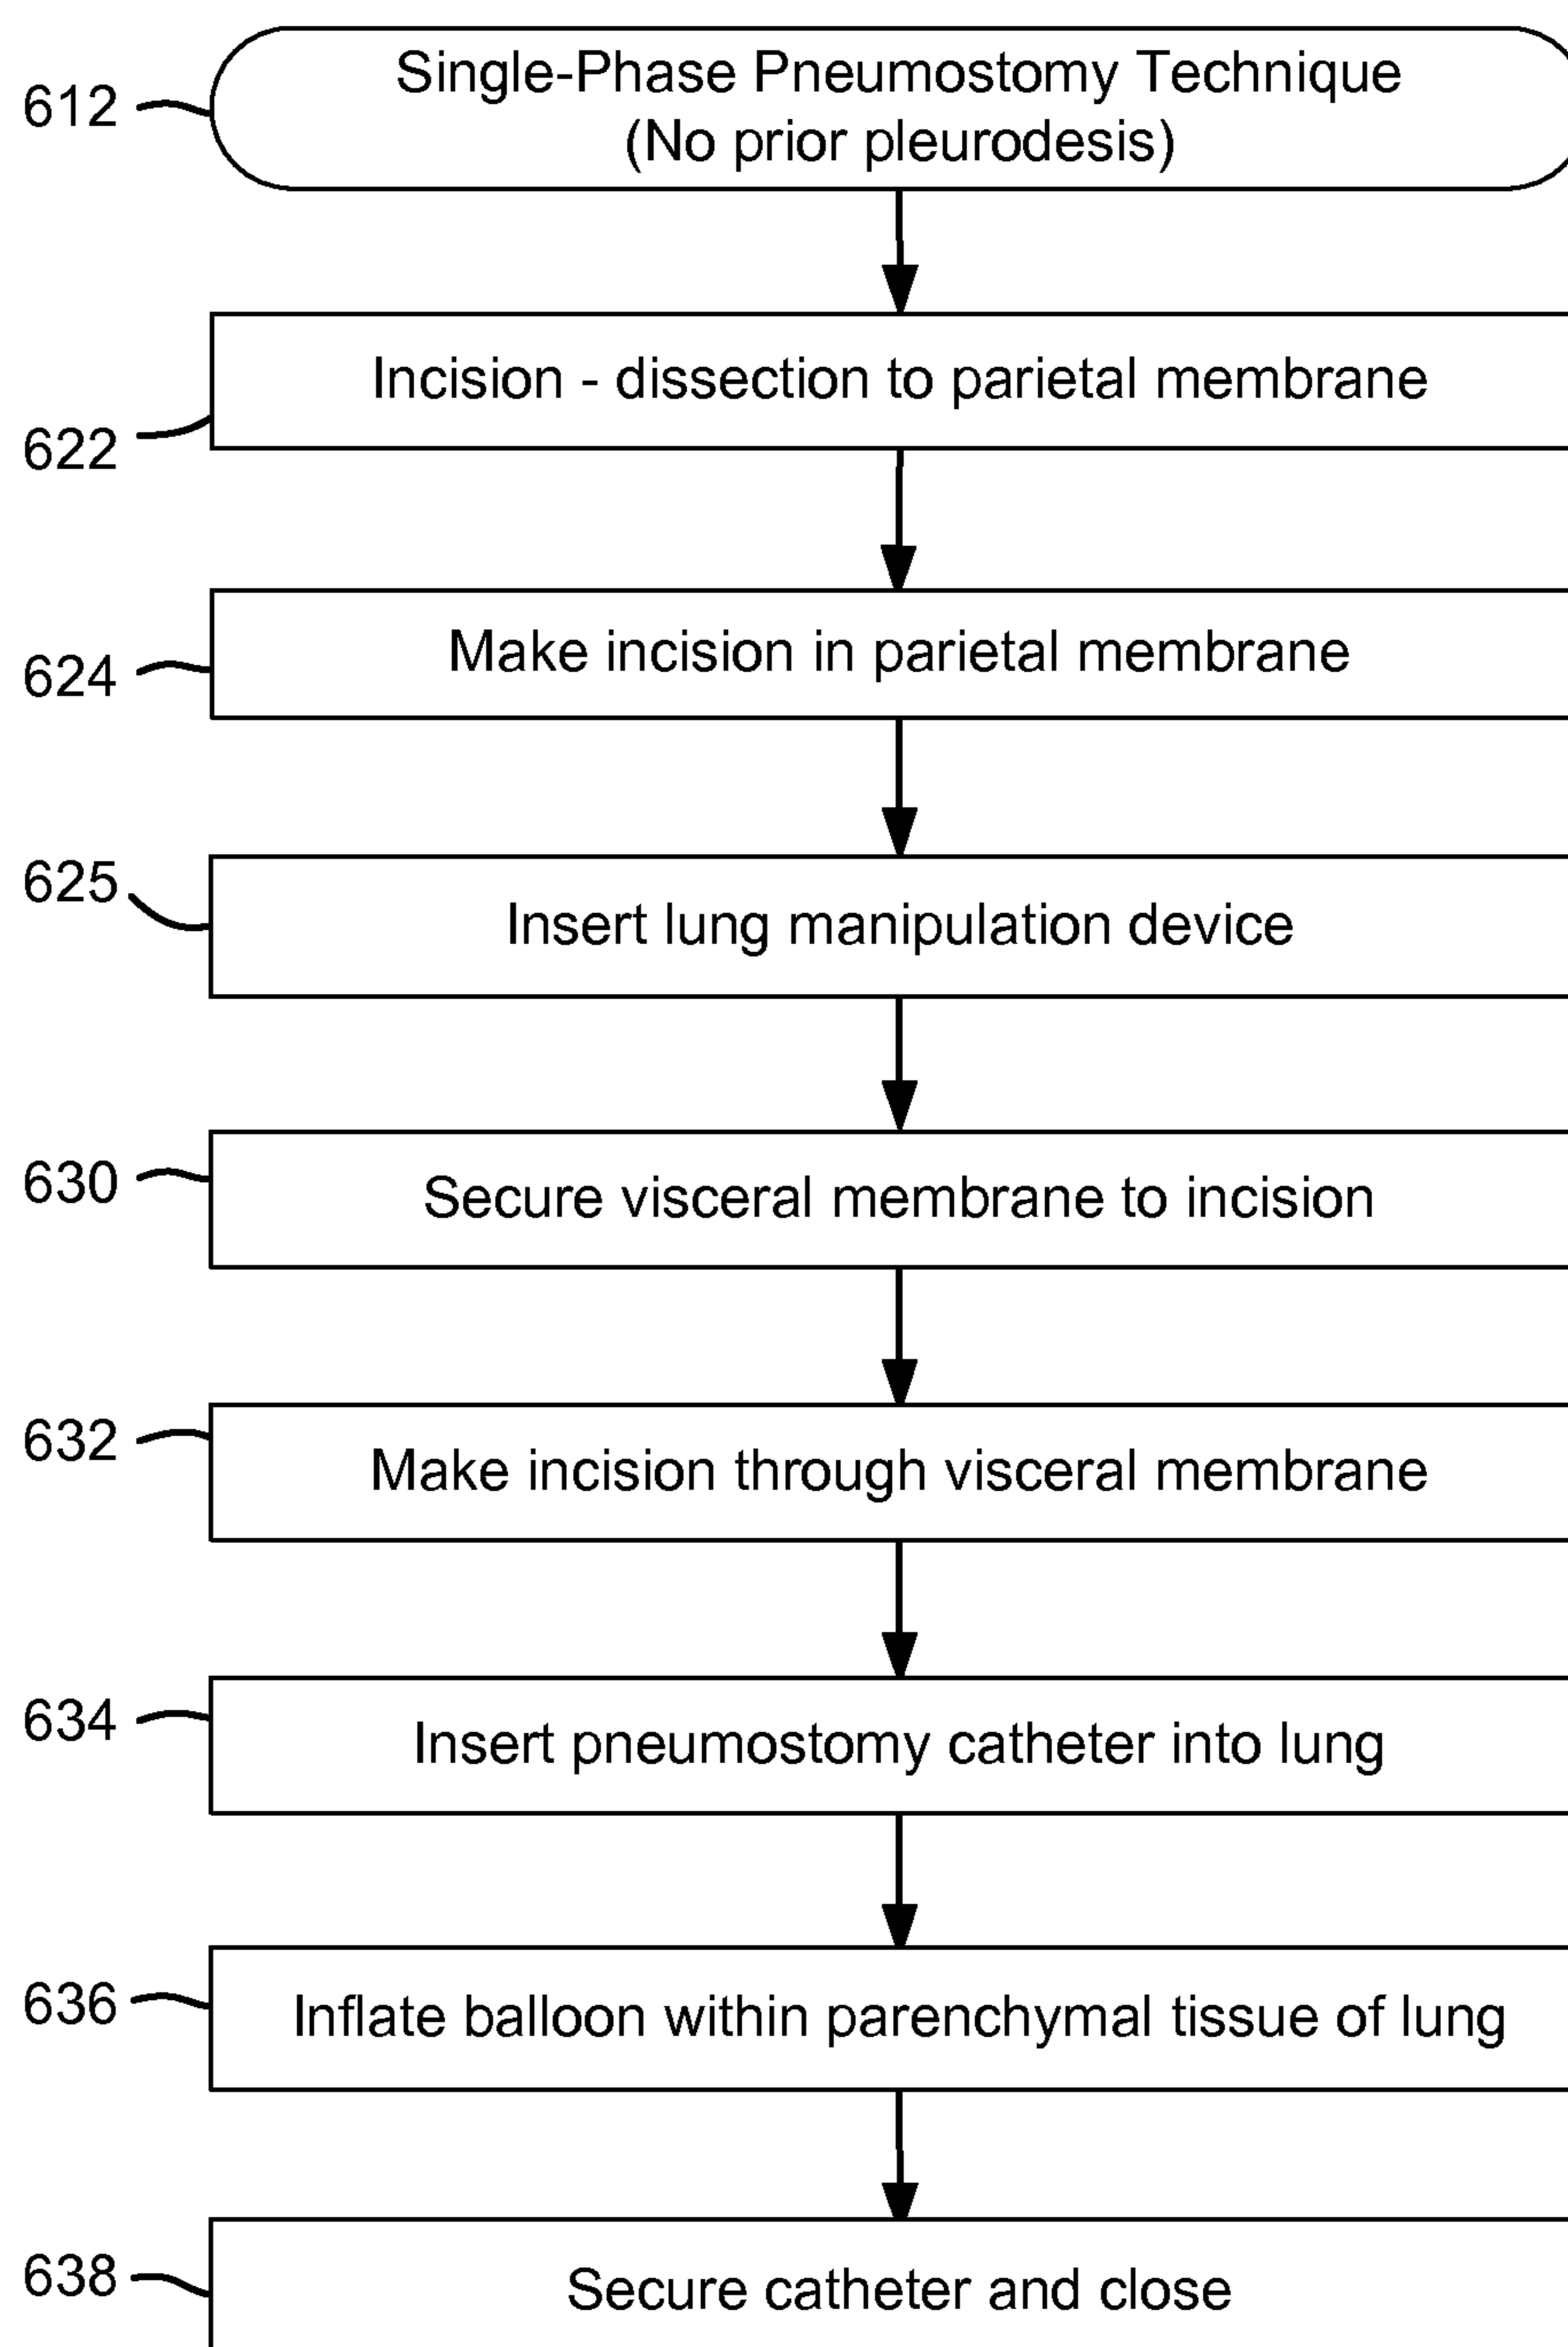 612
Single-Phase Pneumostomy Technique
(No prior pleurodesis)
622
Incision - dissection to parietal membrane
624
Make incision in parietal membrane
625
Insert lung manipulation device
630
Secure visceral membrane to incision
632
Make incision through visceral membrane
634
Insert pneumostomy catheter into lung
636
Inflate balloon within parenchymal tissue of lung
638
Secure catheter and close